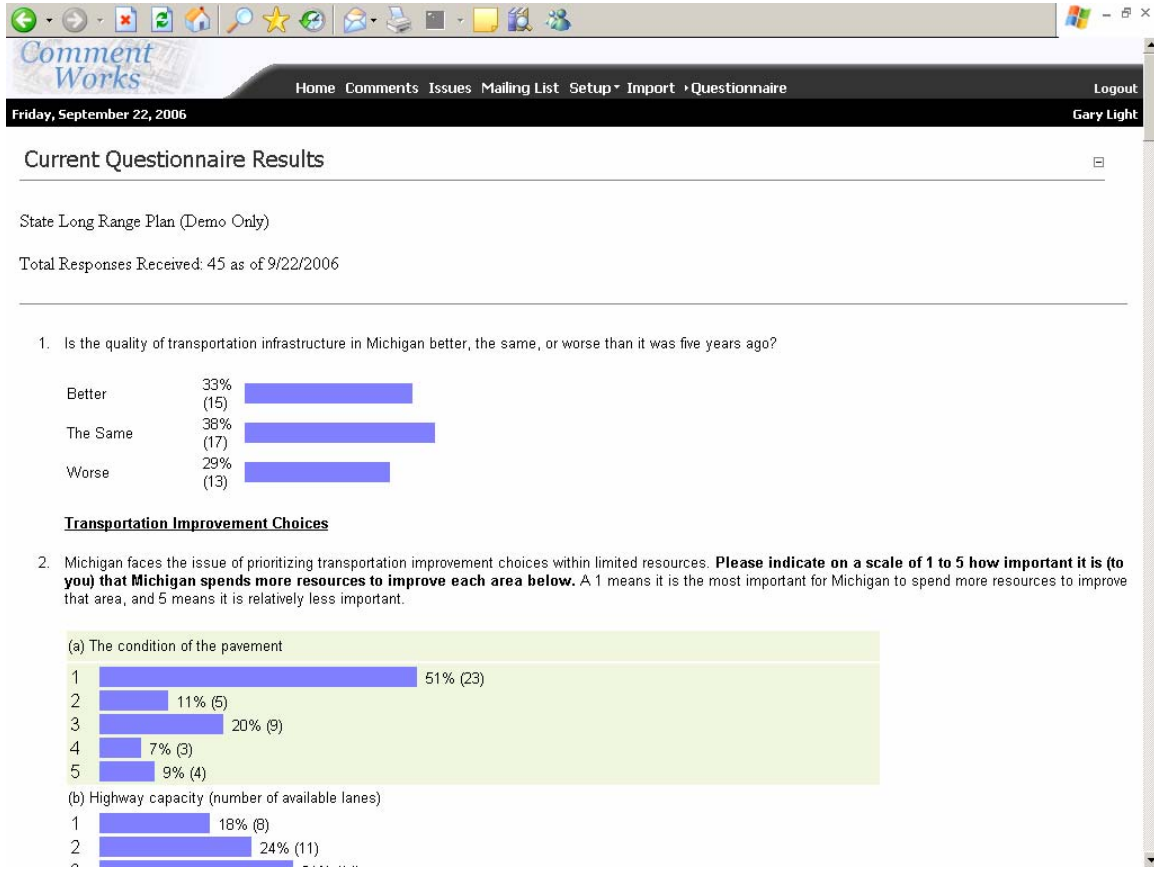 Comment
Works
Home Comments Issues Mailing List Setup Import Questionnaire
Logout
Friday, September 22, 2006
Gary Light
Current Questionnaire Results
State Long Range Plan (Demo Only)
Total Responses Received: 45 as of 9/22/2006
1. Is the quality of transportation infrastructure in Michigan better, the same, or worse than it was five years ago?
Better 33% (15)
The Same 38% (17)
Worse 29% (13)
Transportation Improvement Choices
2. Michigan faces the issue of prioritizing transportation improvement choices within limited resources. Please indicate on a scale of 1 to 5 how important it is (to
you) that Michigan spends more resources to improve each area below. A 1 means it is the most important for Michigan to spend more resources to improve
that area, and 5 means it is relatively less important.
(a) The condition of the pavement
1 51% (23)
2 11% (5)
3 20% (9)
4 7% (3)
5 9% (4)
(b) Highway capacity (number of available lanes)
1 18% (8)
2 24% (11)